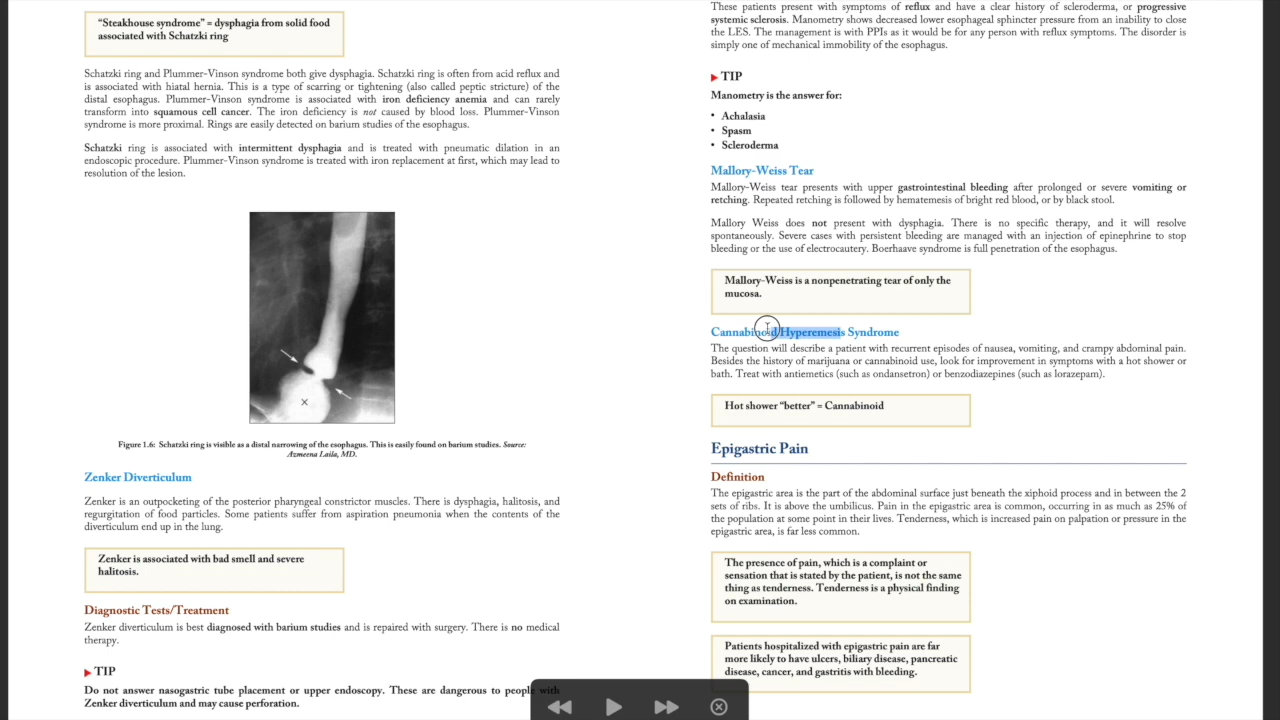 "Steakhouse syndrome" = dysphagia from solid food
associated with Schatzki ring
Schatzki ring and Plummer-Vinson syndrome both give dysphagia. Schatzki ring is often from acid reflux and
is associated with hiatal hernia. This is a type of scarring or tightening (also called peptic stricture) of the
distal esophagus. Plummer-Vinson syndrome is associated with iron deficiency anemia and can rarely
transform into squamous cell cancer. The iron deficiency is not caused by blood loss. Plummer-Vinson
syndrome is more proximal. Rings are easily detected on barium studies of the esophagus.
Schatzki ring is associated with intermittent dysphagia and is treated with pneumatic dilation in an
endoscopic procedure. Plummer-Vinson syndrome is treated with iron replacement at first, which may lead to
resolution of the lesion.
Figure 1.6: Schatzki ring is visible as a distal narrowing of the esophagus. This is easily found on barium studies. Source:
Azmeena Laila, MD.
Zenker Diverticulum
Zenker is an outpocketing of the posterior pharyngeal constrictor muscles. There is dysphagia, halitosis, and
regurgitation of food particles. Some patients suffer from aspiration pneumonia when the contents of the
diverticulum end up in the lung.
Zenker is associated with bad smell and severe
halitosis.
Diagnostic Tests/Treatment
Zenker diverticulum is best diagnosed with barium studies and is repaired with surgery. There is no medical
therapy.
TIP
Do not answer nasogastric tube placement or upper endoscopy. These are dangerous to people with
Zenker diverticulum and may cause perforation.
These patients present with symptoms of reflux and have a clear history of scleroderma, or progressive
systemic sclerosis. Manometry shows decreased lower esophageal sphincter pressure from an inability to close
the LES. The management is with PPIs as it would be for any person with reflux symptoms. The disorder is
simply one of mechanical immobility of the esophagus.
TIP
Manometry is the answer for:
• Achalasia
• Spasm
• Scleroderma
Mallory-Weiss Tear
Mallory-Weiss tear presents with upper gastrointestinal bleeding after prolonged or severe vomiting or
retching. Repeated retching is followed by hematemesis of bright red blood, or by black stool.
Mallory Weiss does not present with dysphagia. There is no specific therapy, and it will resolve
spontaneously. Severe cases with persistent bleeding are managed with an injection of epinephrine to stop
bleeding or the use of electrocautery. Boerhaave syndrome is full penetration of the esophagus.
Mallory-Weiss is a nonpenetrating tear of only the
mucosa.
Cannabinoid Hyperemesis Syndrome
The question will describe a patient with recurrent episodes of nausea, vomiting, and crampy abdominal pain.
Besides the history of marijuana or cannabinoid use, look for improvement in symptoms with a hot shower or
bath. Treat with antiemetics (such as ondansetron) or benzodiazepines (such as lorazepam).
Hot shower "better" = Cannabinoid
Epigastric Pain
Definition
The epigastric area is the part of the abdominal surface just beneath the xiphoid process and in between the 2
sets of ribs. It is above the umbilicus. Pain in the epigastric area is common, occurring in as much as 25% of
the population at some point in their lives. Tenderness, which is increased pain on palpation or pressure in the
epigastric area, is far less common.
The presence of pain, which is a complaint or
sensation that is stated by the patient, is not the same
thing as tenderness. Tenderness is a physical finding
on examination.
Patients hospitalized with epigastric pain are far
more likely to have ulcers, biliary disease, pancreatic
disease, cancer, and gastritis with bleeding.